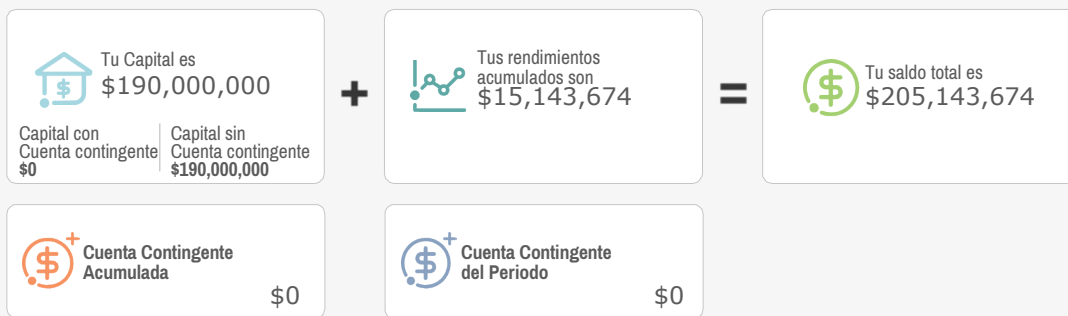 Tu Capital es
$190,000,000
Capital con
Cuenta contingente
$0
Capital sin
Cuenta contingente
$190,000,000
+
Tus rendimientos
acumulados son
$15,143,674
=
Tu saldo total es
$205,143,674
Cuenta Contingente
Acumulada
$0
Cuenta Contingente
del Periodo
$0